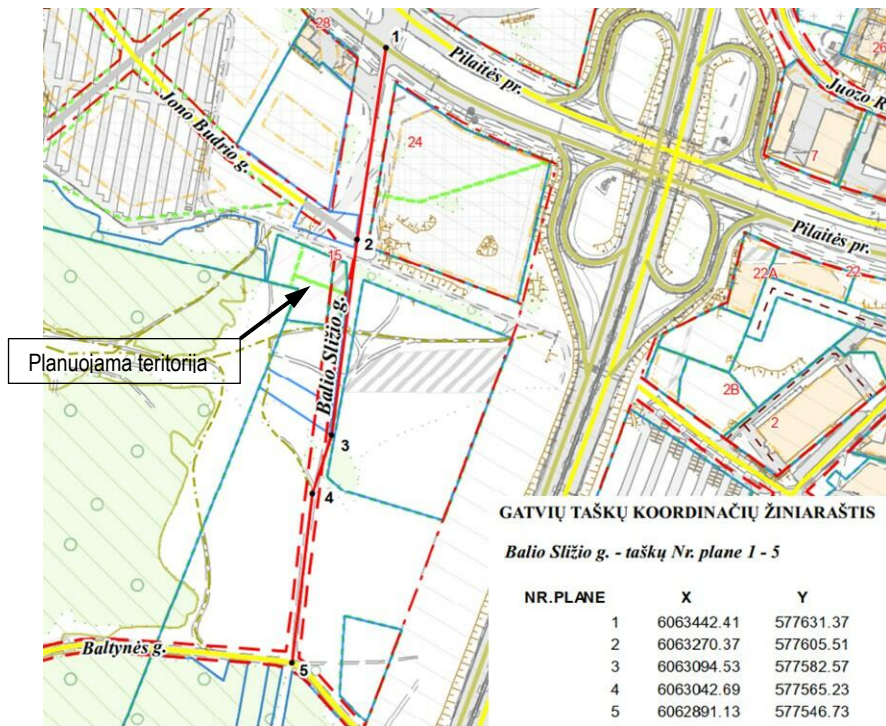 28
1
Pilaitės pr.
26
Juozo R
Jono Budrio g.
24
7
2
15
Pilaitės pr.
22A
22
Planuojama teritorija
Balio Sližio g.
2B
2
3
4
GATVIŲ TAŠKŲ KOORDINAČIŲ ŽINIARAŠTIS
Balio Sližio g. - taškų Nr. plane 1 - 5
NR.PLANE X Y
1 6063442.41 577631.37
2 6063270.37 577605.51
3 6063094.53 577582.57
4 6063042.69 577565.23
5 6062891.13 577546.73
Baltynės g.
5